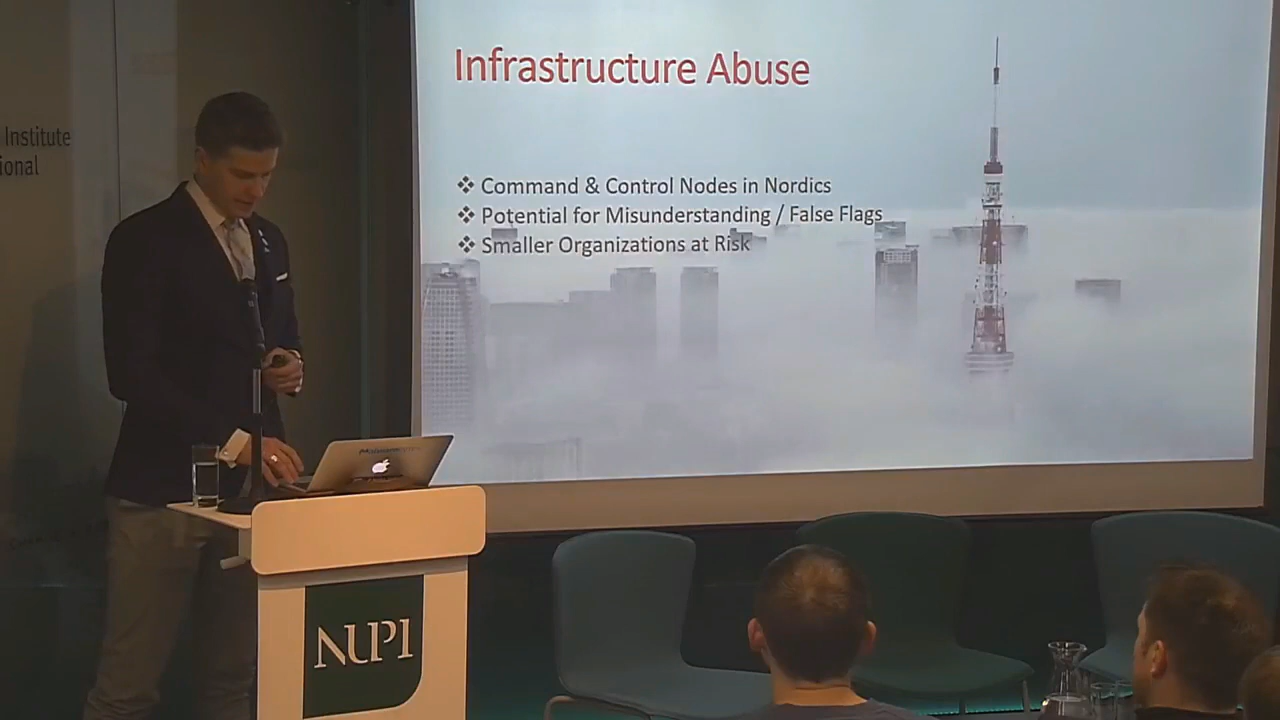 Institute
ional
Infrastructure Abuse
❖ Command & Control Nodes in Nordics
❖ Potential for Misunderstanding / False Flags
❖ Smaller Organizations at Risk
NUPI